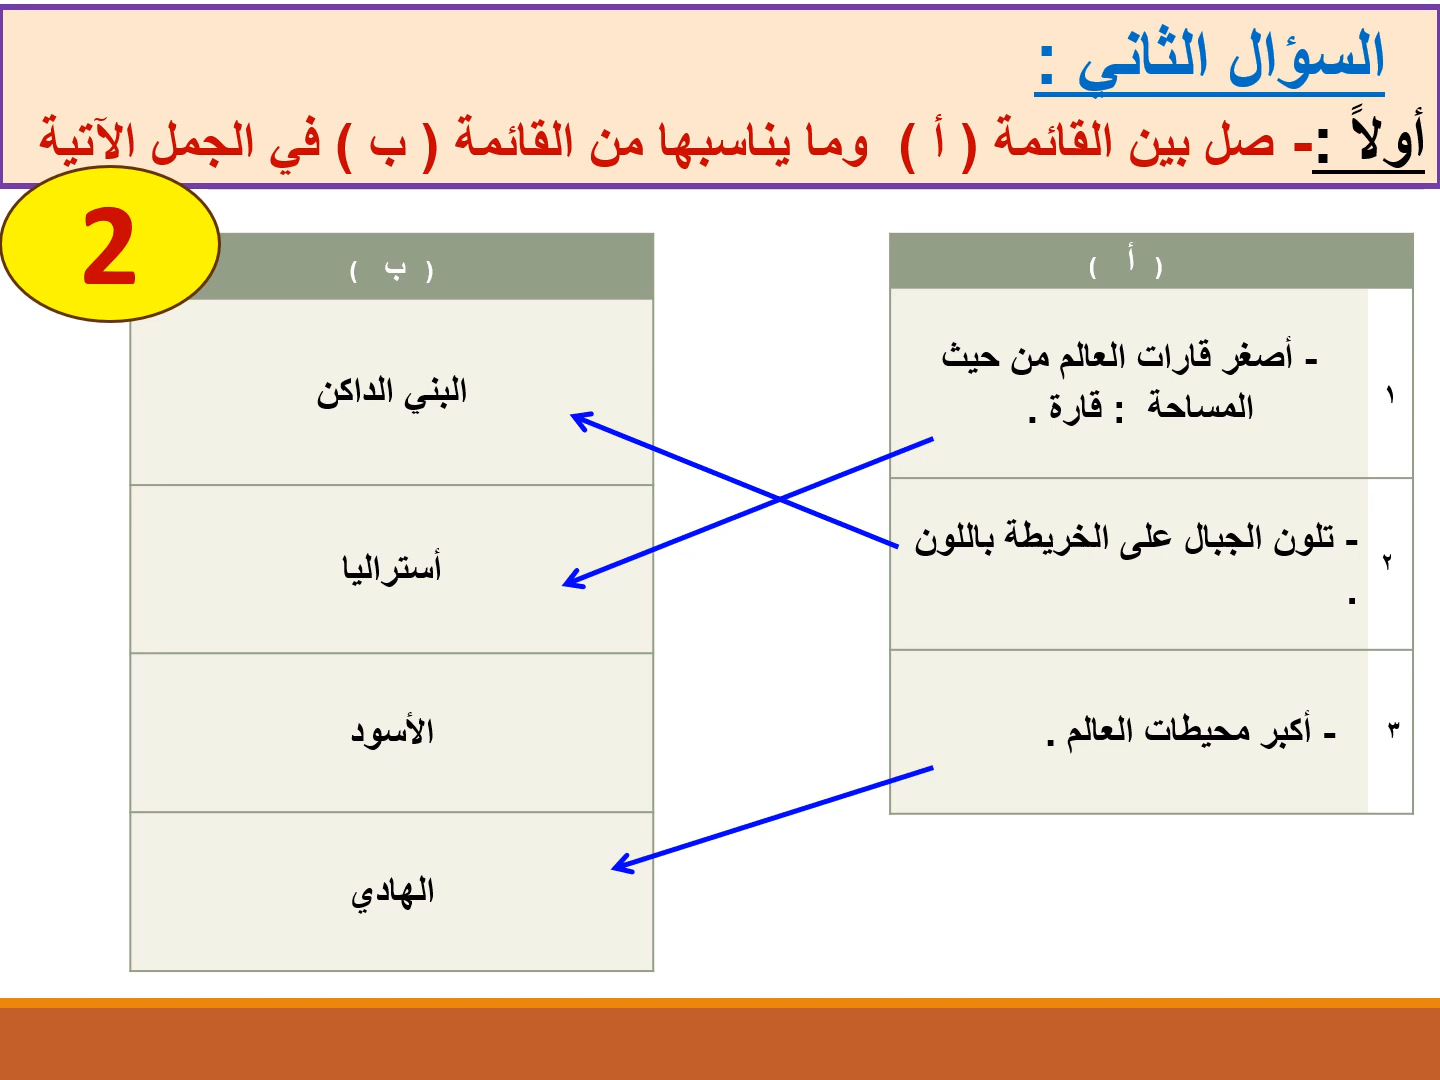 السؤال الثاني :
أولاً :- صل بين القائمة ( أ ) وما يناسبها من القائمة ( ب ) في الجمل الآتية
2
( أ )
١
- أصغر قارات العالم من حيث
المساحة : قارة .
٢
- تلون الجبال على الخريطة باللون
.
٣
- أكبر محيطات العالم .
( ب )
البني الداكن
أستراليا
الأسود
الهادي